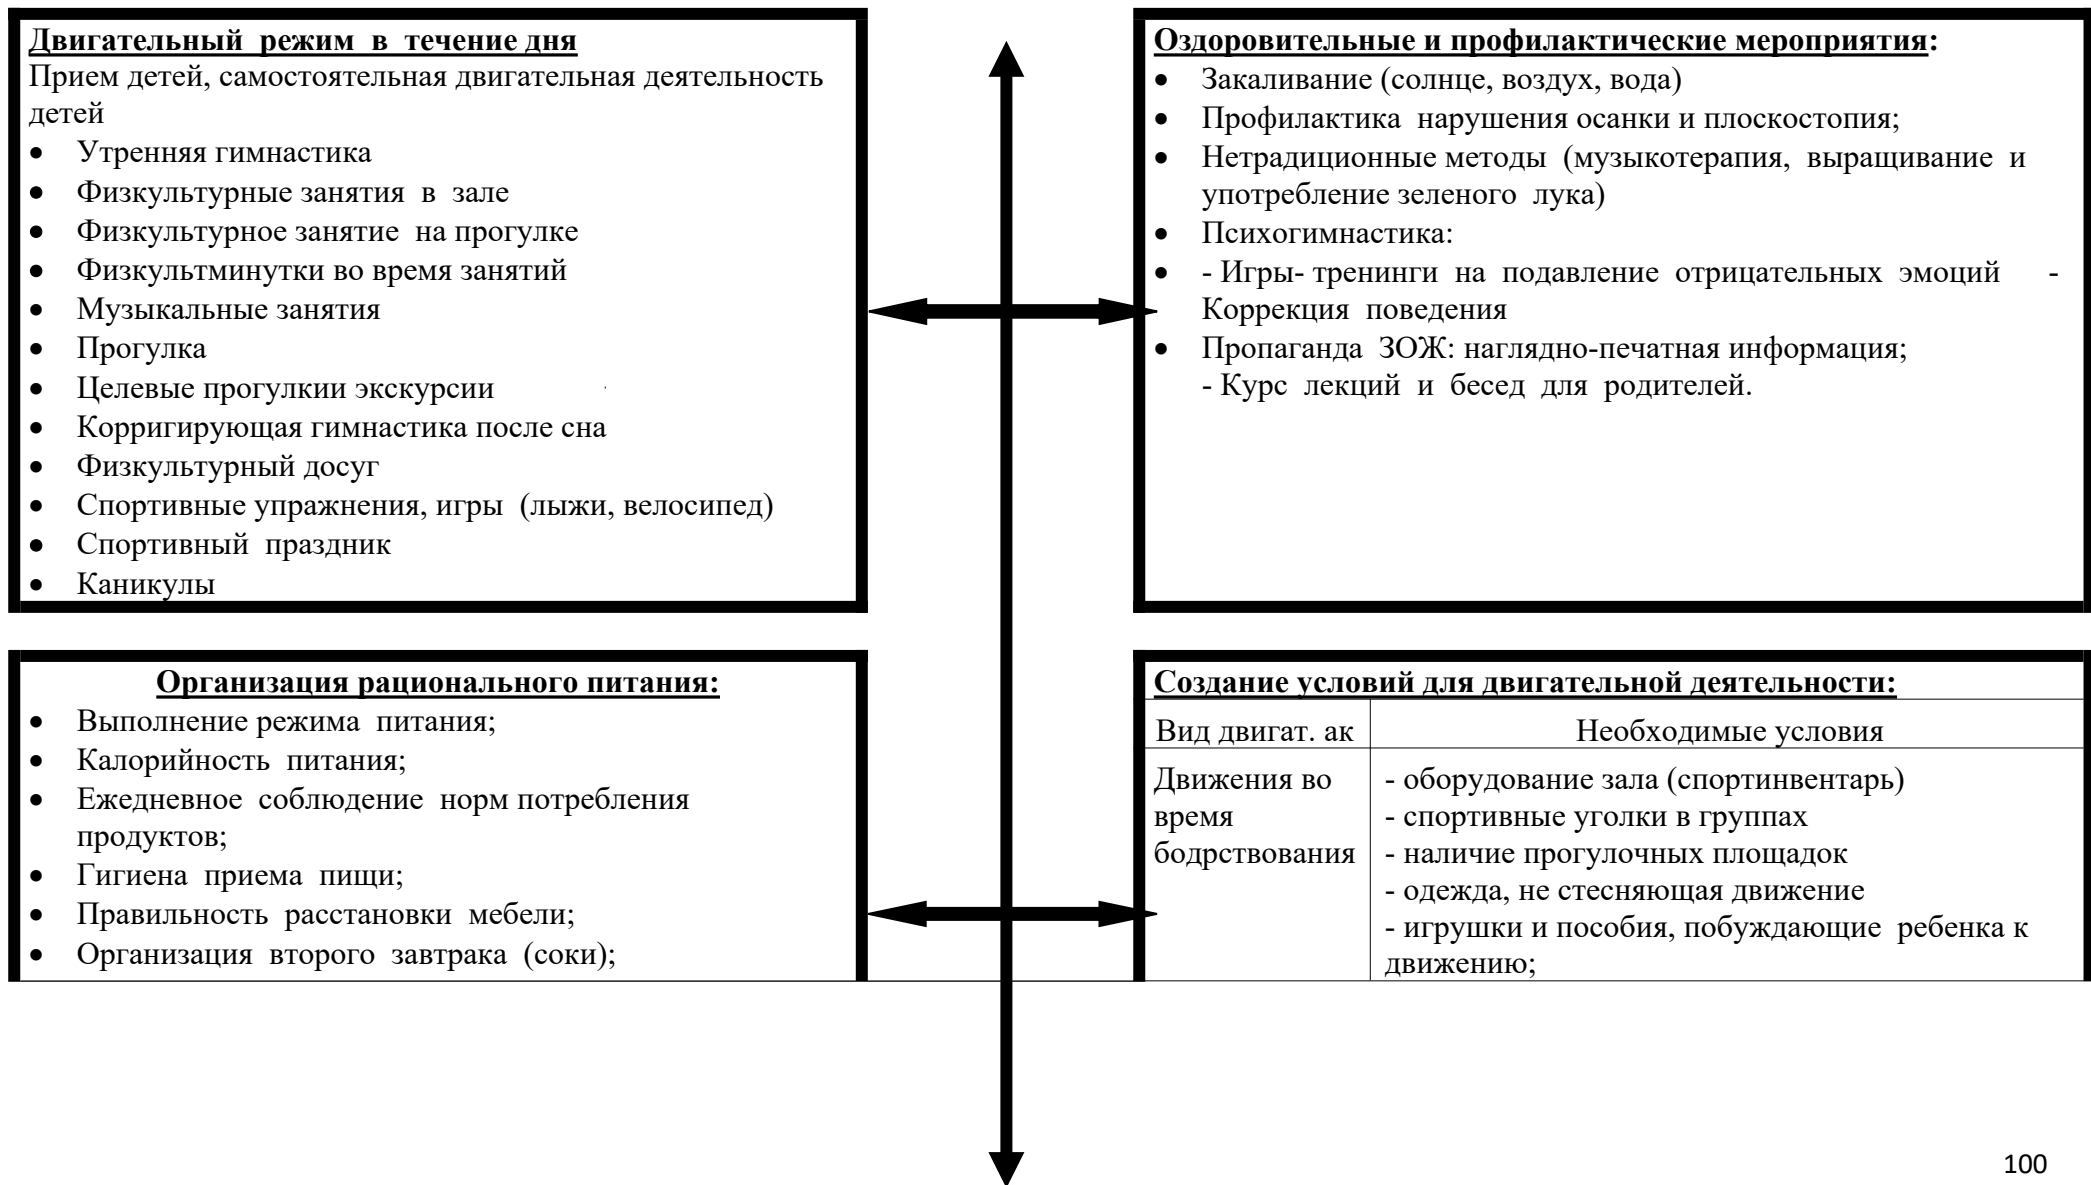 Двигательный режим в течение дня
Прием детей, самостоятельная двигательная деятельность
детей
• Утренняя гимнастика
• Физкультурные занятия в зале
• Физкультурное занятие на прогулке
• Физкультминутки во время занятий
• Музыкальные занятия
• Прогулка
• Целевые прогулкии экскурсии
• Корригирующая гимнастика после сна
• Физкультурный досуг
• Спортивные упражнения, игры (лыжи, велосипед)
• Спортивный праздник
• Каникулы
Оздоровительные и профилактические мероприятия:
• Закаливание (солнце, воздух, вода)
• Профилактика нарушения осанки и плоскостопия;
• Нетрадиционные методы (музыкотерапия, выращивание и
употребление зеленого лука)
• Психогимнастика:
• - Игры- тренинги на подавление отрицательных эмоций -
Коррекция поведения
• Пропаганда ЗОЖ: наглядно-печатная информация;
- Курс лекций и бесед для родителей.
Организация рационального питания:
• Выполнение режима питания;
• Калорийность питания;
• Ежедневное соблюдение норм потребления
продуктов;
• Гигиена приема пищи;
• Правильность расстановки мебели;
• Организация второго завтрака (соки);
Создание условий для двигательной деятельности:
Вид двигат. ак
Необходимые условия
Движения во
время
бодрствования
- оборудование зала (спортинвентарь)
- спортивные уголки в группах
- наличие прогулочных площадок
- одежда, не стесняющая движение
- игрушки и пособия, побуждающие ребенка к
движению;
100